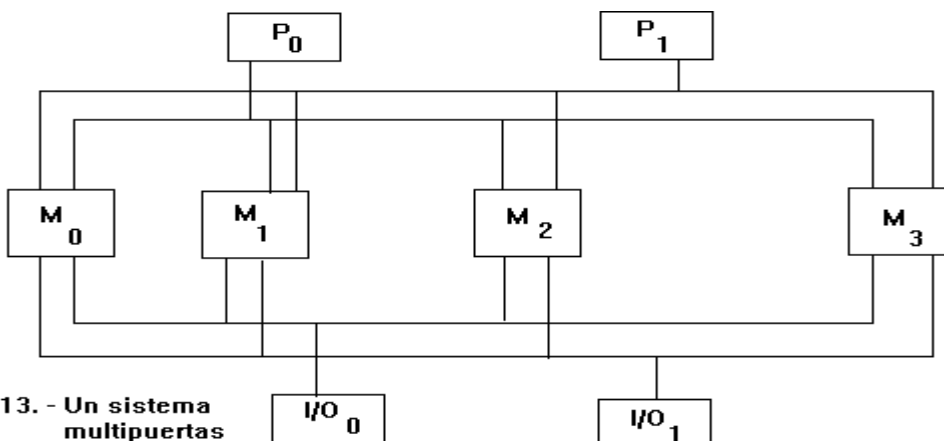 P0
P1
M0
M1
M2
M3
13. - Un sistema
multipuertas
I/O0
I/O1